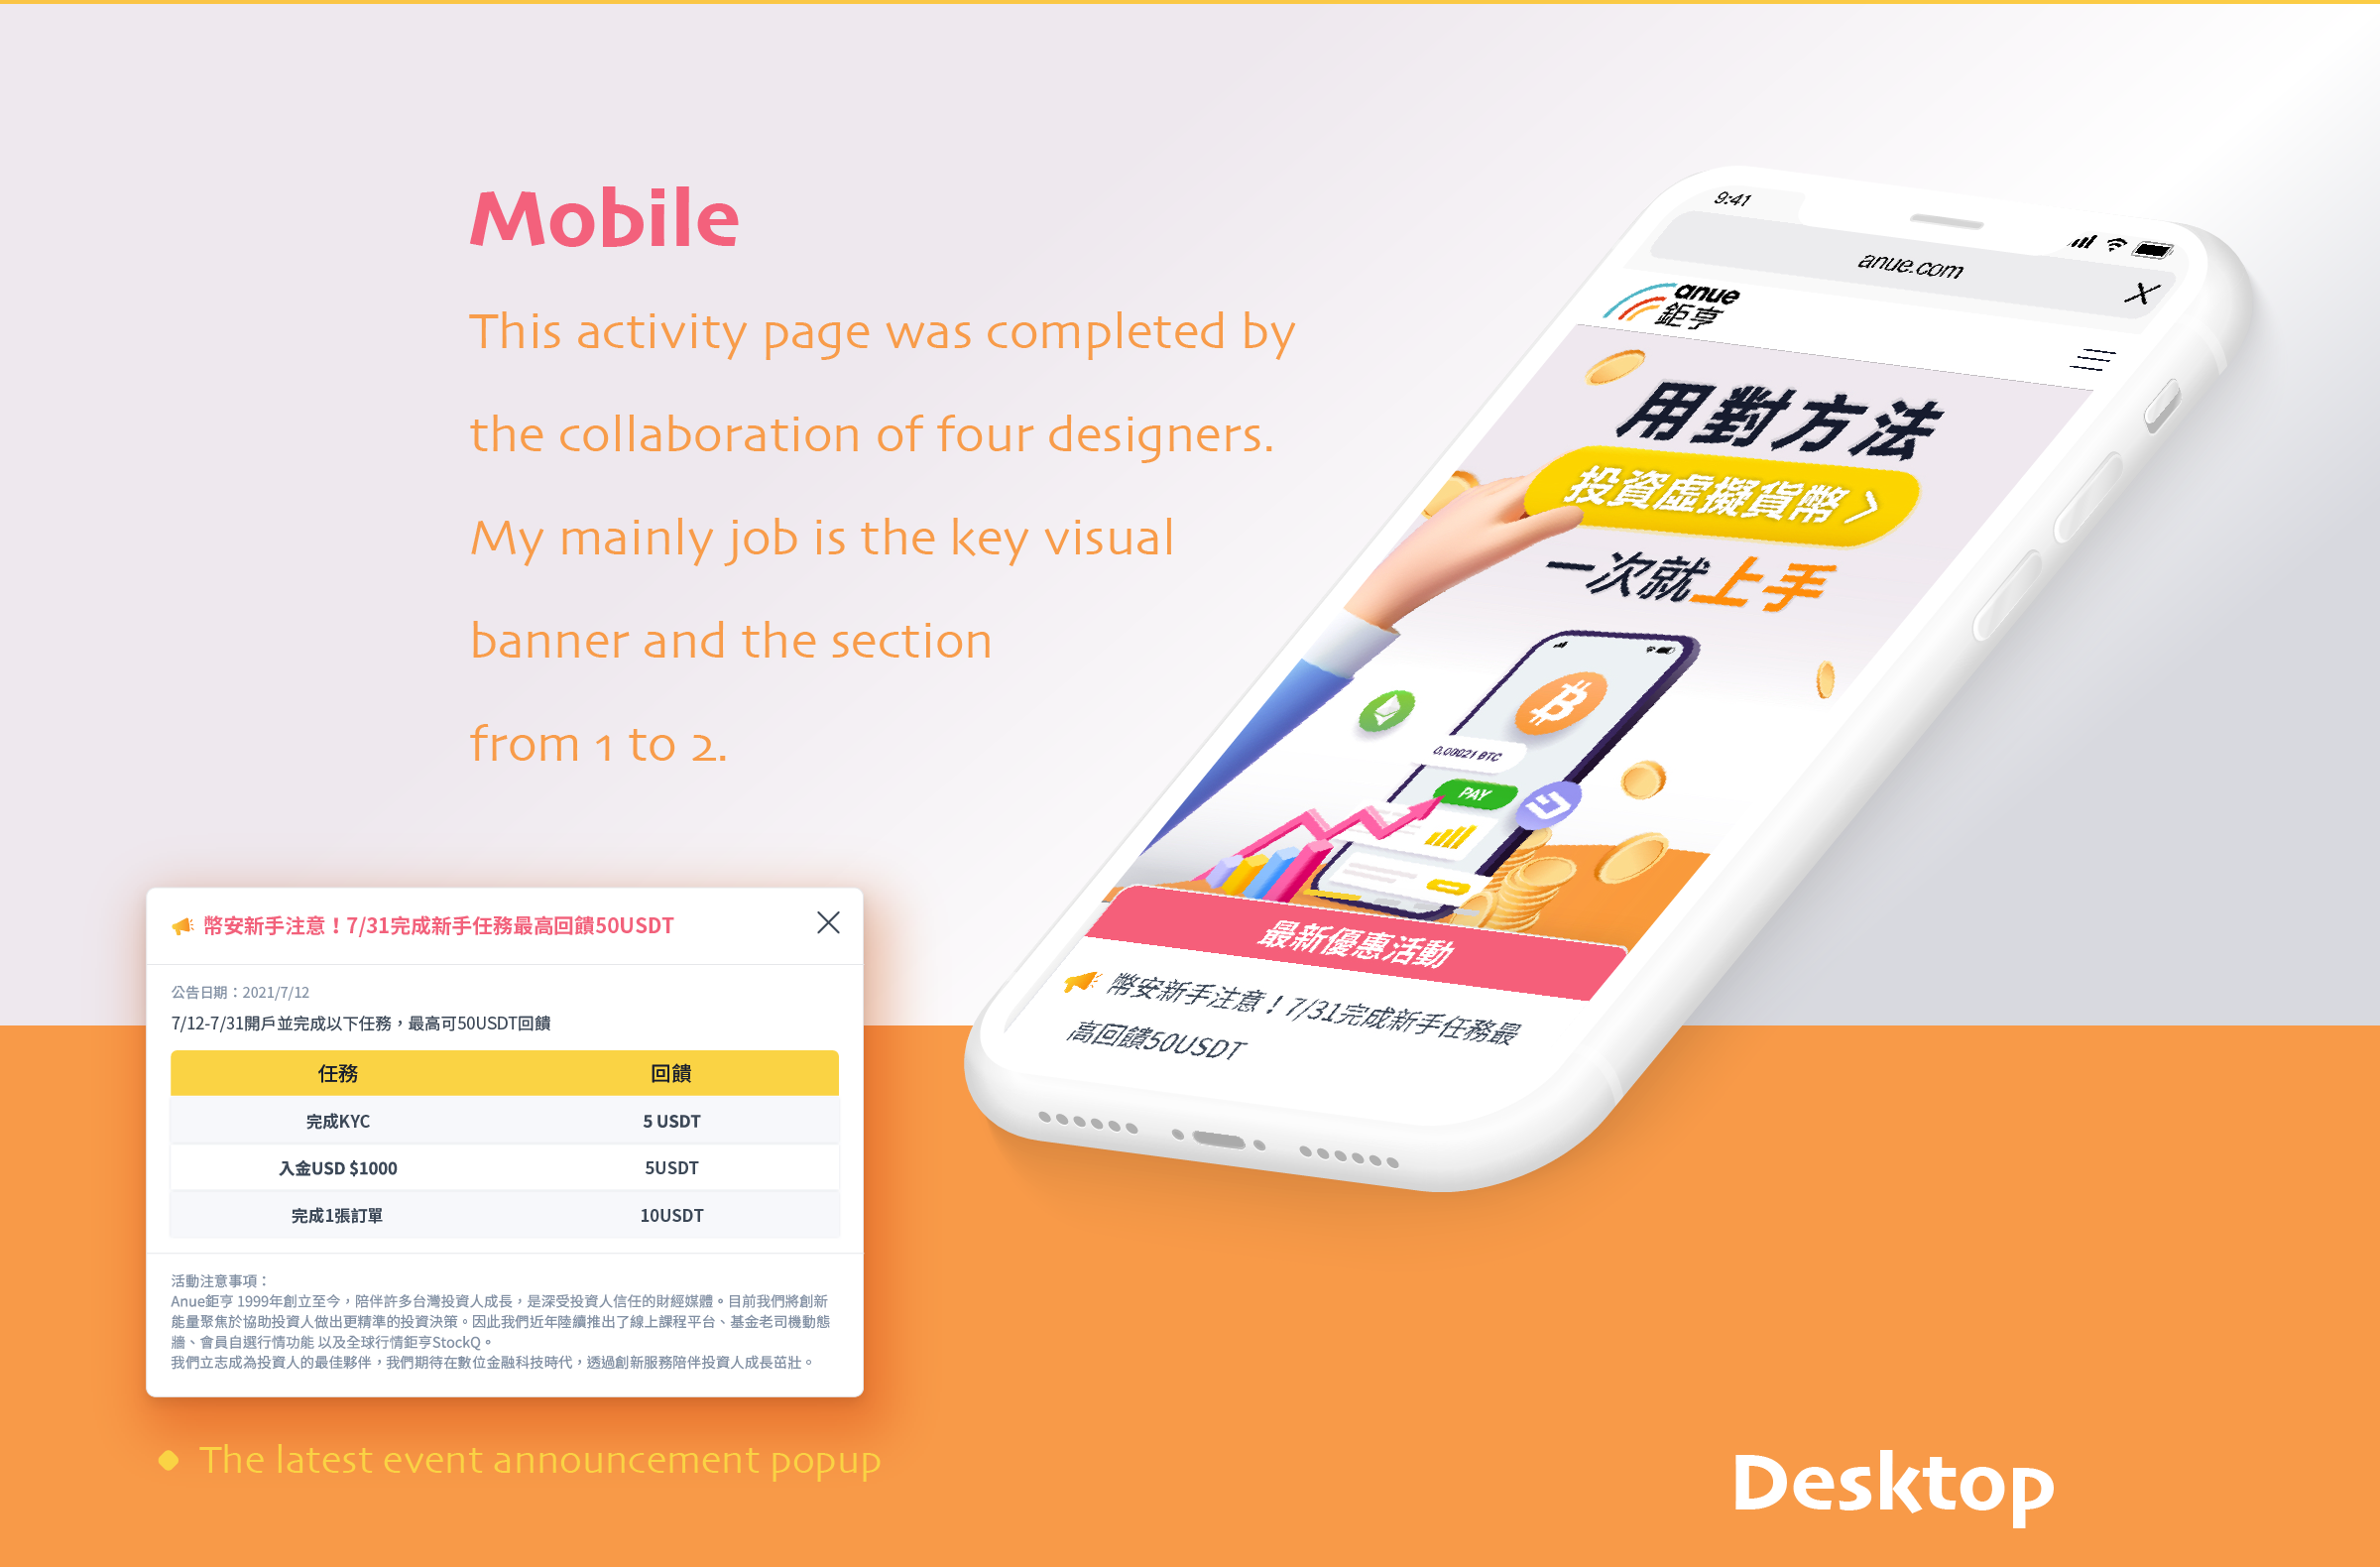 Mobile
This activity page was completed by
the collaboration of four designers.
My mainly job is the key visual
banner and the section
from 1 to 2.
9:41
anue.com
anue
鉅亨
用對方法
投資虛擬貨幣
一次就上手
0.00021 BTC
PAY
最新優惠活動
幣安新手注意！7/31完成新手任務最
高回饋50USDT
幣安新手注意！7/31完成新手任務最高回饋50USDT
公告日期：2021/7/12
7/12-7/31開戶並完成以下任務，最高可50USDT回饋
任務 回饋
完成KYC 5 USDT
入金USD $1000 5USDT
完成1張訂單 10USDT
活動注意事項：
Anue鉅亨 1999年創立至今，陪伴許多台灣投資人成長，是深受投資人信任的財經媒體。目前我們將創新
能量聚焦於協助投資人做出更精準的投資決策。因此我們近年陸續推出了線上課程平台、基金老司機動態
牆、會員自選行情功能 以及全球行情鉅亨StockQ。
我們立志成為投資人的最佳夥伴，我們期待在數位金融科技時代，透過創新服務陪伴投資人成長茁壯。
The latest event announcement popup
Desktop